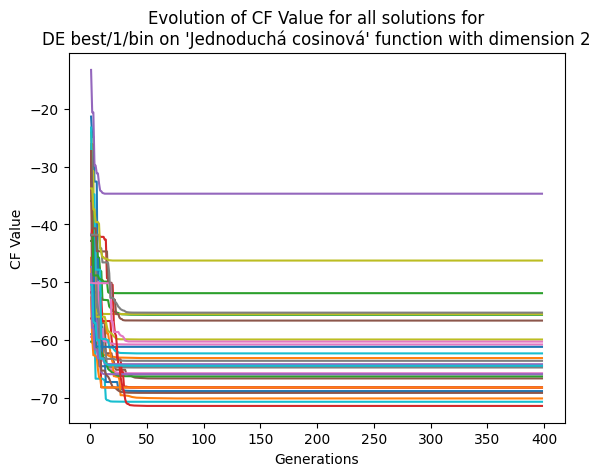 Evolution of CF Value for all solutions for
DE best/1/bin on 'Jednoduchá cosinová' function with dimension 2
CF Value
−20
−30
−40
−50
−60
−70
0 50 100 150 200 250 300 350 400
Generations